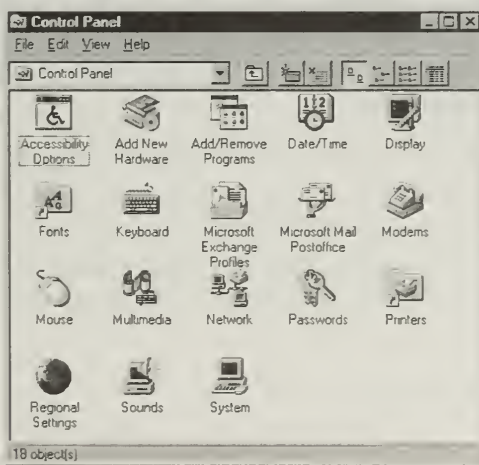 Control Panel
File Edit View Help
Control Panel
Accessibility Options
Add New Hardware
Add/Remove Programs
Date/Time
Display
Fonts
Keyboard
Microsoft Exchange Profiles
Microsoft Mail Postoffice
Modems
Mouse
Multimedia
Network
Passwords
Printers
Regional Settings
Sounds
System
18 object(s)